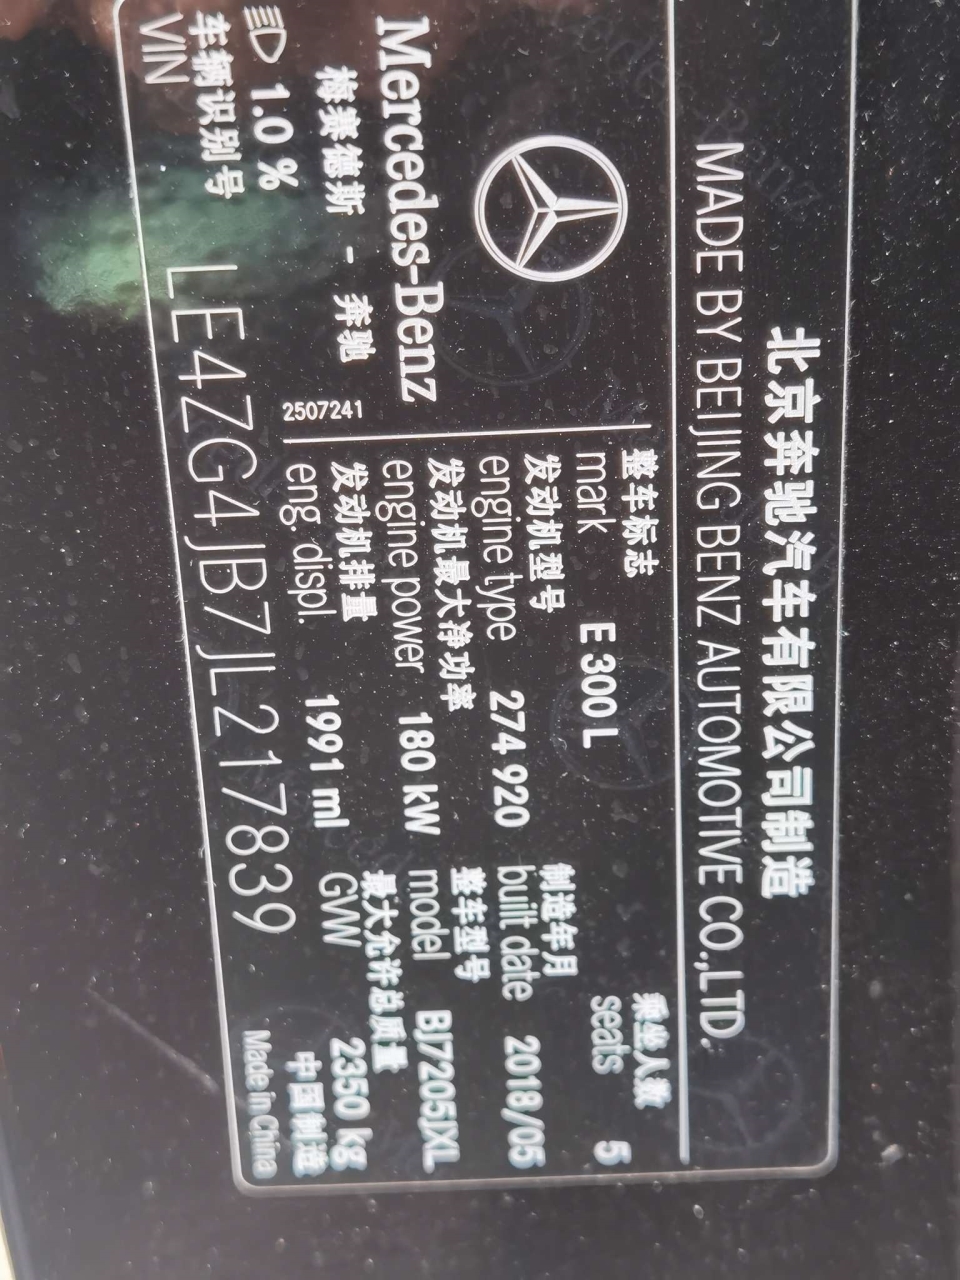 北京奔驰汽车有限公司制造
MADE BY BEIJING BENZ AUTOMOTIVE CO.,LTD.
Mercedes-Benz
梅赛德斯 - 奔驰
1.0 %
2507241
整车标志
mark E 300 L
乘坐人数
seats 5
发动机型号
engine type 274 920
制造年月
built date 2018/05
发动机最大净功率
engine power 180 kW
整车型号
model BJ7205JXL
发动机排量
eng. displ. 1991 ml
最大允许总质量
GWW 2350 kg
车辆识别号
VIN LE4ZG4JB7JL217839
中国制造
Made in China